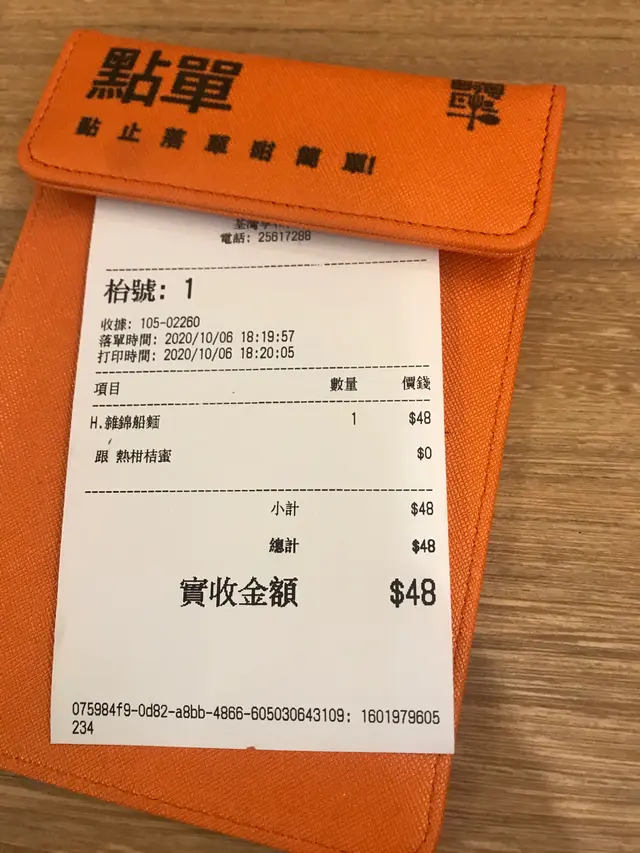 點單
點止落單咁簡單!
電話: 25617288
枱號: 1
收據: 105-02260
落單時間: 2020/10/06 18:19:57
打印時間: 2020/10/06 18:20:05
項目 數量 價錢
H.雜錦船麵 1 $48
跟 熱柑桔蜜 $0
小計 $48
總計 $48
實收金額 $48
075984f9-0d82-a8bb-4866-605030643109: 1601979605
234